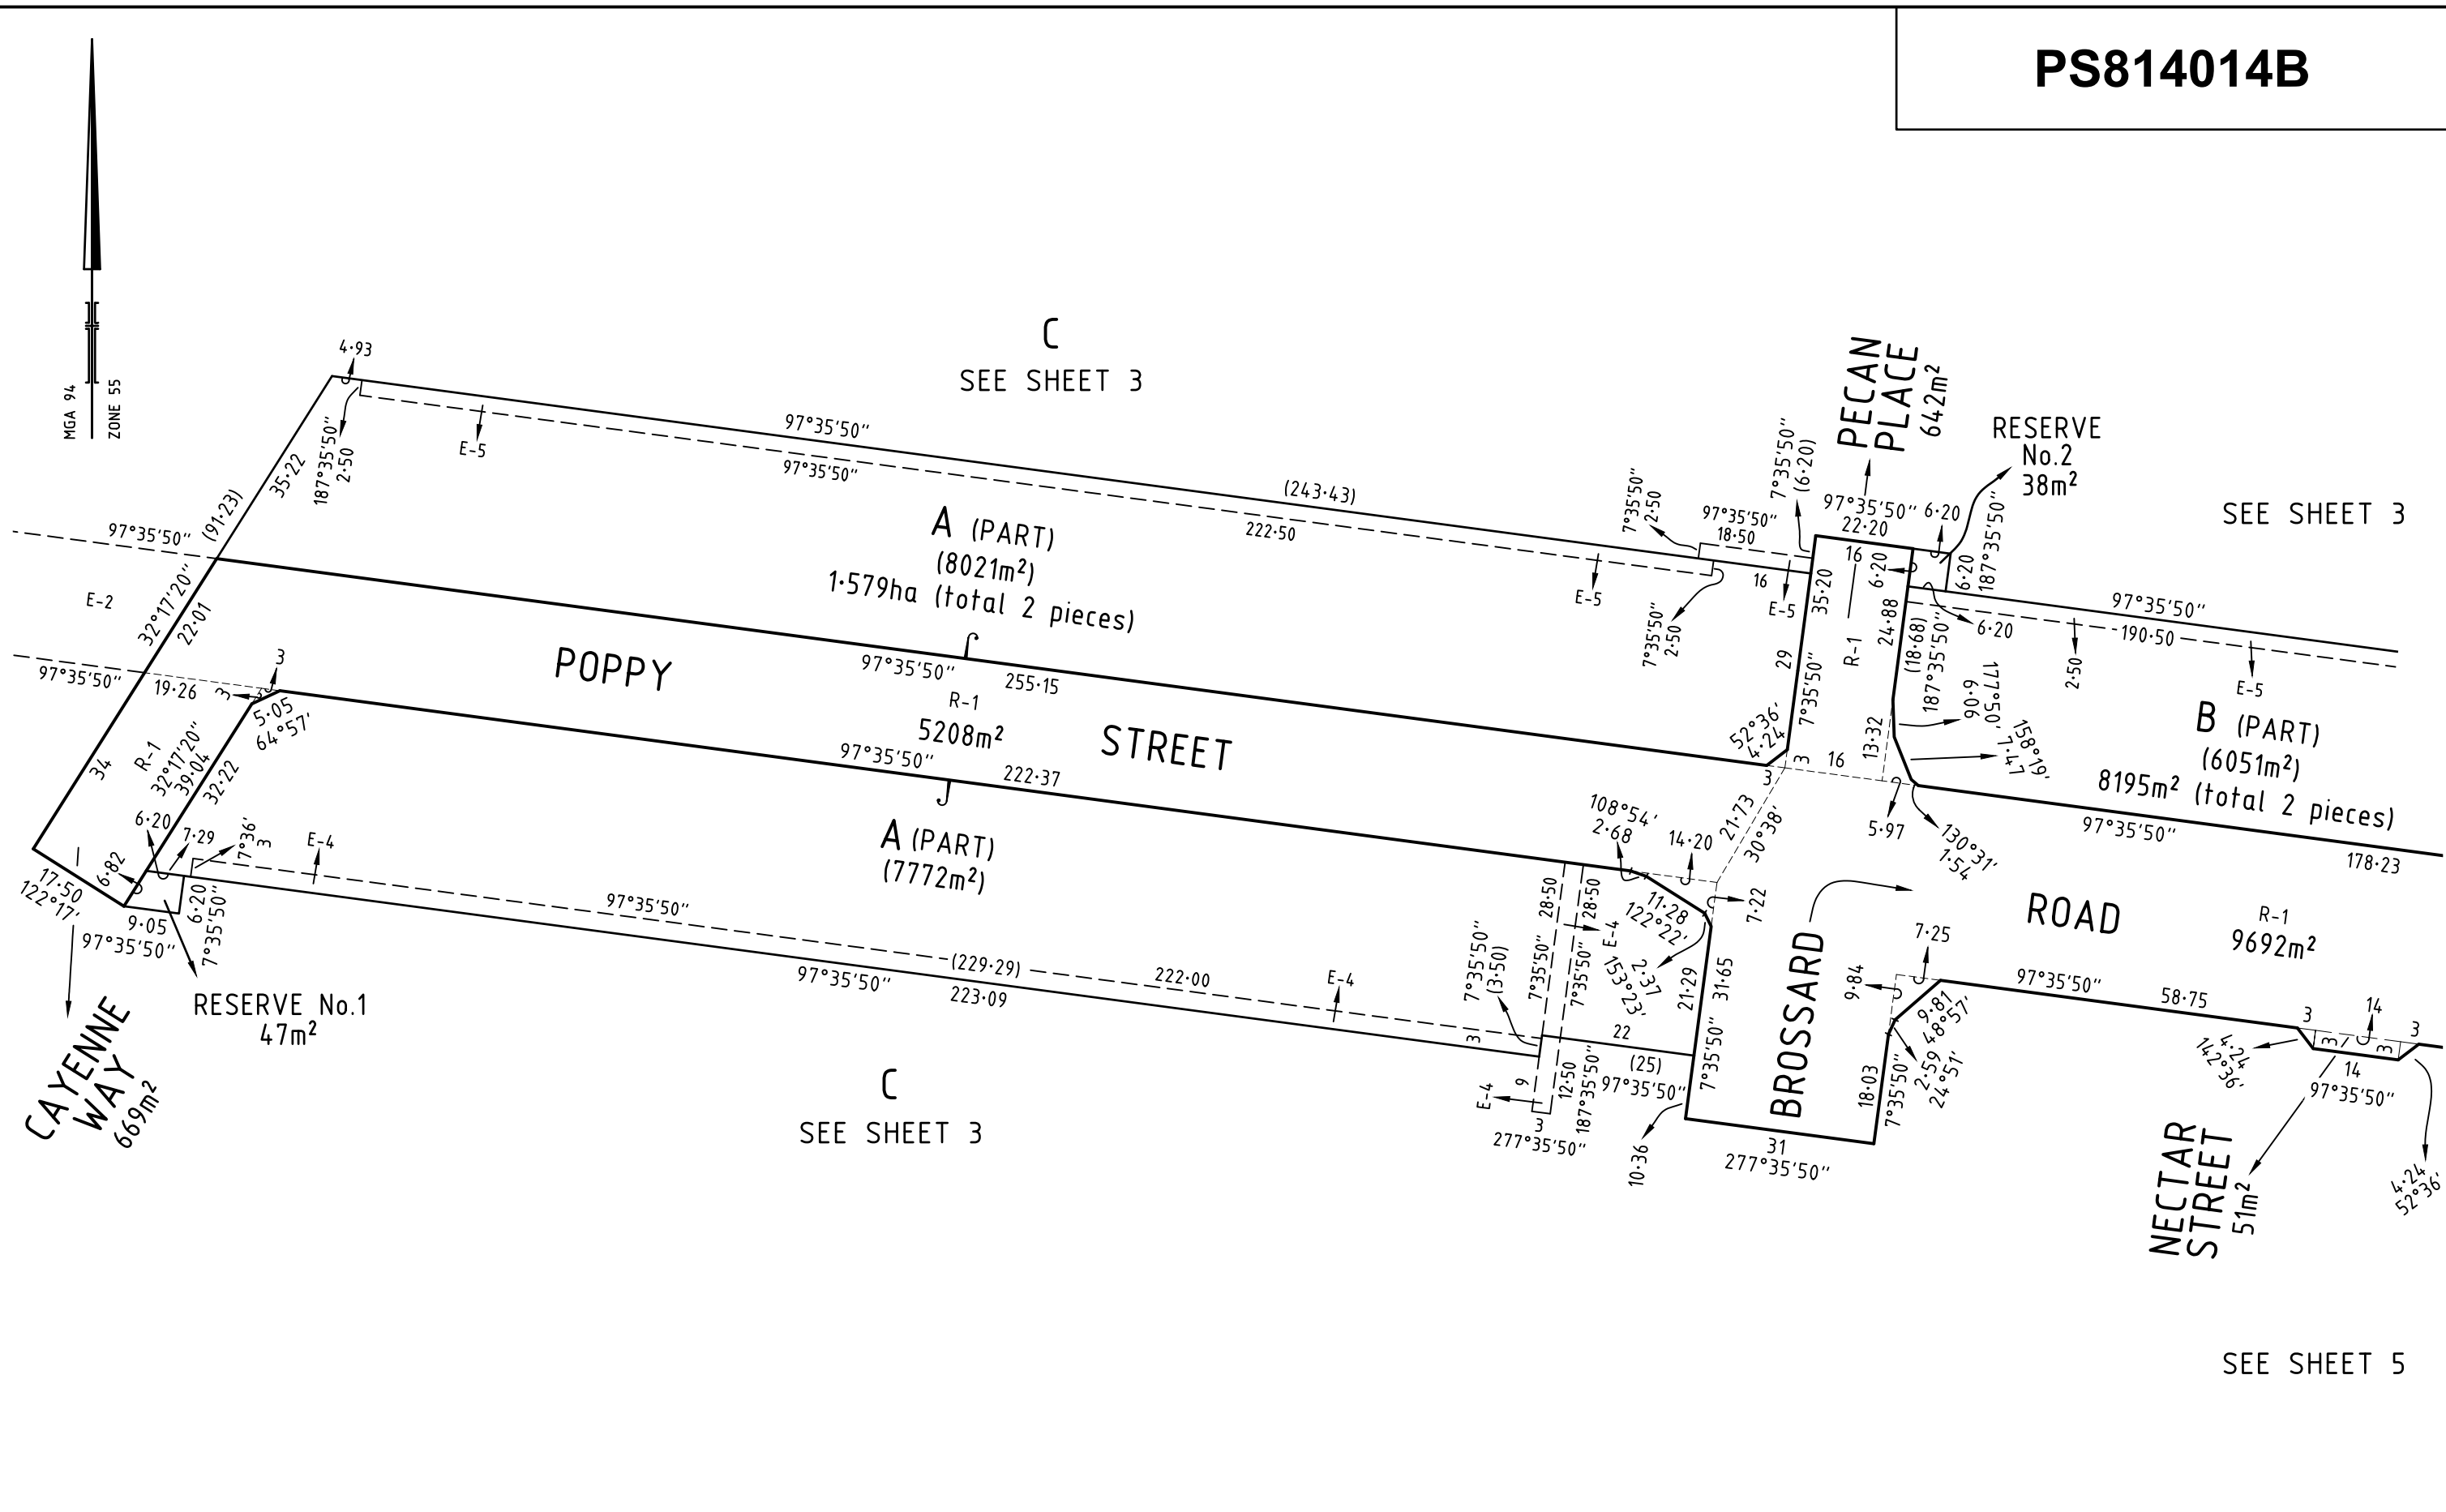 PS814014B
MGA 94
ZONE 55
C
SEE SHEET 3
4·93
187°35'50"
2·50
E-5
97°35'50"
97°35'50"
(243·43)
222·50
35·22
(91·23)
97°35'50"
32°17'20"
22·01
E-2
97°35'50"
19·26
A (PART)
(8021m²)
1·579ha (total 2 pieces)
7°35'50"
2·50
97°35'50"
18·50
E-5
16
E-5
7°35'50"
2·50
7°35'50"
(6·20)
PECAN
PLACE
642m²
97°35'50"
22·20
6·20
16
6·20
RESERVE
No.2
38m²
6·20
187°35'50"
SEE SHEET 3
35·20
R-1
24·88
(18·68)
187°35'50"
6·20
97°35'50"
190·50
2·50
E-5
29
7°35'50"
52°36'
4·24
3
3
16
13·32
177°50'
9·06
158°19'
7·47
5·97
130°31'
1·54
B (PART)
(6051m²)
8195m² (total 2 pieces)
97°35'50"
178·23
POPPY
STREET
97°35'50"
255·15
R-1
5208m²
97°35'50"
222·37
3
3
5·05
64°57'
34
R-1
32°17'20"
39·04
32·22
6·20
7·29
7°36'
3
E-4
6·82
17·50
122°17'
9·05
97°35'50"
6·20
7°35'50"
RESERVE No.1
47m²
CAYENNE
WAY
669m²
A (PART)
(7772m²)
97°35'50"
(229·29)
222·00
97°35'50"
223·09
E-4
3
C
SEE SHEET 3
108°54'
2·68
14·20
21·73
30°38'
28·50
28·50
7°35'50"
7°35'50"
E-4
11·28
122°22'
7·22
2·37
153°23'
7°35'50"
(3·50)
22
(25)
97°35'50"
E-4
9
12·50
187°35'50"
3
277°35'50"
21·29
31·65
7°35'50"
10·36
31
277°35'50"
BROSSARD
ROAD
R-1
9692m²
7·25
9·84
9·81
48°57'
2·59
24°51'
18·03
7°35'50"
97°35'50"
58·75
3
14
3
4·24
142°36'
3
3
14
97°35'50"
4·24
52°36'
NECTAR
STREET
51m²
SEE SHEET 5